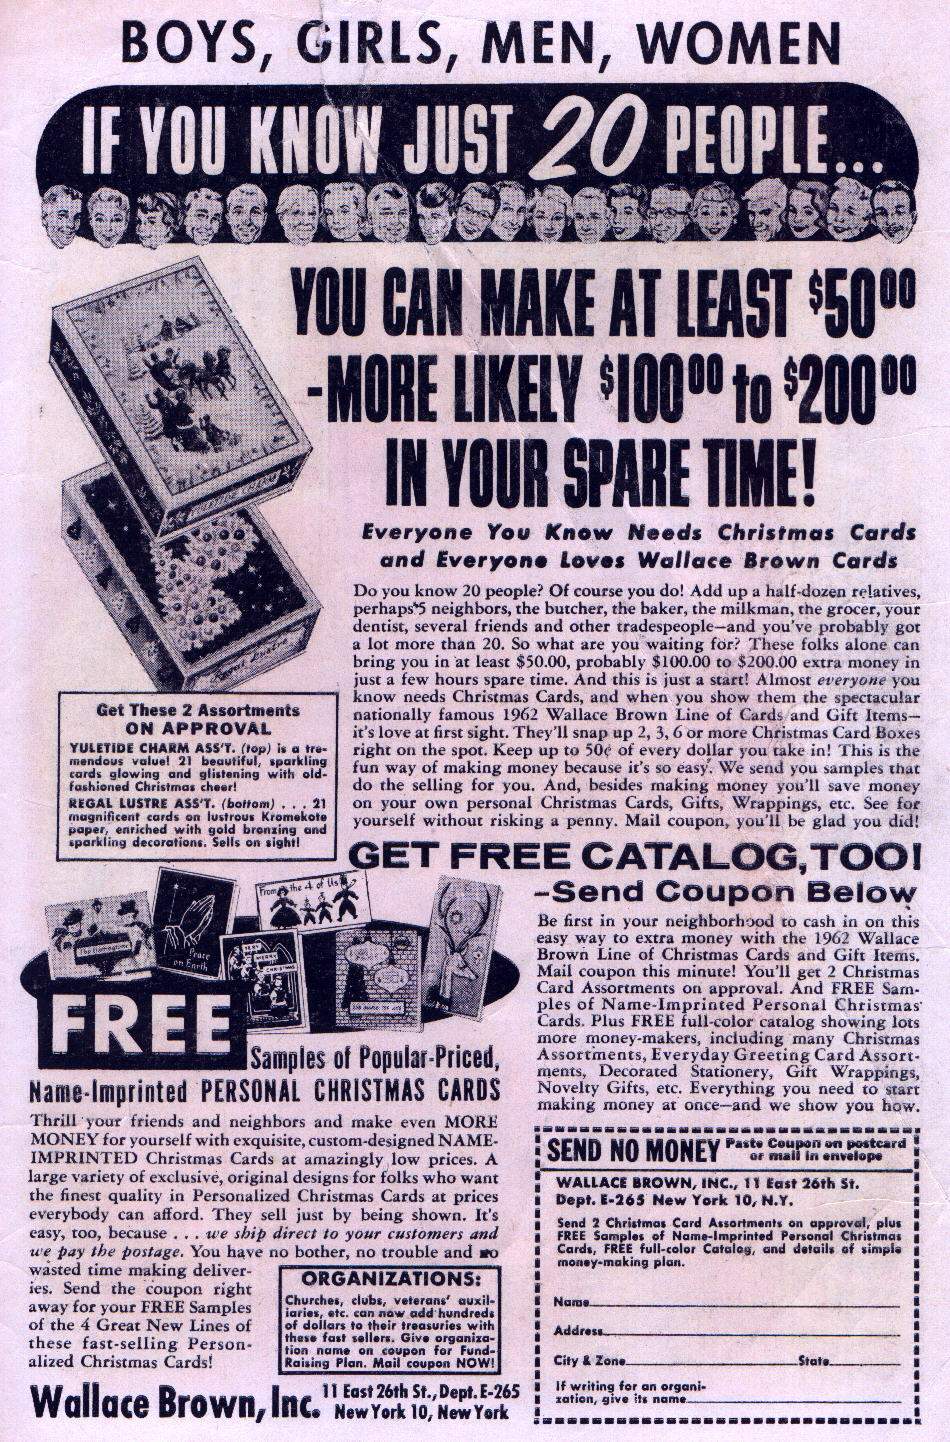 BOYS, GIRLS, MEN, WOMEN
IF YOU KNOW JUST 20 PEOPLE...
YOU CAN MAKE AT LEAST $50.00
-MORE LIKELY $100.00 to $200.00
IN YOUR SPARE TIME!
Everyone You Know Needs Christmas Cards
and Everyone Loves Wallace Brown Cards
Do you know 20 people? Of course you do! Add up a half-dozen relatives,
perhaps 5 neighbors, the butcher, the baker, the milkman, the grocer, your
dentist, several friends and other tradespeople—and you've probably got
a lot more than 20. So what are you waiting for? These folks alone can
bring you in at least $50.00, probably $100.00 to $200.00 extra money in
just a few hours spare time. And this is just a start! Almost everyone you
know needs Christmas Cards, and when you show them the spectacular
nationally famous 1962 Wallace Brown Line of Cards and Gift Items—
it's love at first sight. They'll snap up 2, 3, 6 or more Christmas Card Boxes
right on the spot. Keep up to 50¢ of every dollar you take in! This is the
fun way of making money because it's so easy. We send you samples that
do the selling for you. And, besides making money you'll save money
on your own personal Christmas Cards, Gifts, Wrappings, etc. See for
yourself without risking a penny. Mail coupon, you'll be glad you did!
YULETIDE CHARM
Regal Lustre
Get These 2 Assortments
ON APPROVAL
YULETIDE CHARM ASS'T. (top) is a tre-
mendous value! 21 beautiful, sparkling
cards glowing and glistening with old-
fashioned Christmas cheer!
REGAL LUSTRE ASS'T. (bottom) . . . 21
magnificent cards on lustrous Kromekote
paper, enriched with gold bronzing and
sparkling decorations. Sells on sight!
GET FREE CATALOG, TOO!
—Send Coupon Below
Be first in your neighborhood to cash in on this
easy way to extra money with the 1962 Wallace
Brown Line of Christmas Cards and Gift Items.
Mail coupon this minute! You'll get 2 Christmas
Card Assortments on approval. And FREE Sam-
ples of Name-Imprinted Personal Christmas
Cards. Plus FREE full-color catalog showing lots
more money-makers, including many Christmas
Assortments, Everyday Greeting Card Assort-
ments, Decorated Stationery, Gift Wrappings,
Novelty Gifts, etc. Everything you need to start
making money at once—and we show you how.
Peace
on Earth
From the 4 of Us
MERRY
CHRISTMAS
FREE
Samples of Popular-Priced,
Name-Imprinted PERSONAL CHRISTMAS CARDS
Thrill your friends and neighbors and make even MORE
MONEY for yourself with exquisite, custom-designed NAME-
IMPRINTED Christmas Cards at amazingly low prices. A
large variety of exclusive, original designs for folks who want
the finest quality in Personalized Christmas Cards at prices
everybody can afford. They sell just by being shown. It's
easy, too, because . . . we ship direct to your customers and
we pay the postage. You have no bother, no trouble and no
wasted time making deliver-
ies. Send the coupon right
away for your FREE Samples
of the 4 Great New Lines of
these fast-selling Person-
alized Christmas Cards!
ORGANIZATIONS:
Churches, clubs, veterans' auxil-
iaries, etc. can now add hundreds
of dollars to their treasuries with
these fast sellers. Give organiza-
tion name on coupon for Fund-
Raising Plan. Mail coupon NOW!
Wallace Brown, Inc. 11 East 26th St., Dept. E-265
New York 10, New York
SEND NO MONEY Paste Coupon on postcard
or mail in envelope
WALLACE BROWN, INC., 11 East 26th St.
Dept. E-265 New York 10, N.Y.
Send 2 Christmas Card Assortments on approval, plus
FREE Samples of Name-Imprinted Personal Christmas
Cards, FREE full-color Catalog, and details of simple
money-making plan.
Name
Address
City & Zone State
If writing for an organi-
zation, give its name